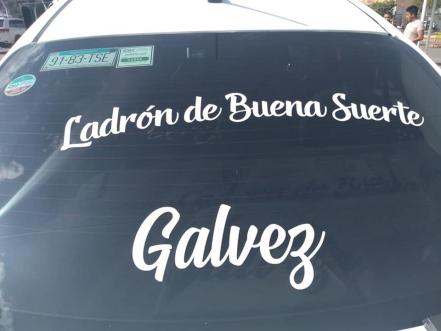 91-B3-TSE
Ladrón de Buena Suerte
Galvez